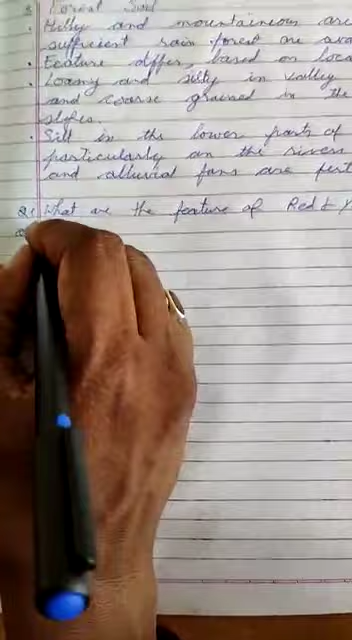 Forest Soil
• Hilly and mountaineous are
sufficient rain forest are ava
• Feature differ, based on loca
• Loamy and silty in valley
and coarse grained in the
slopes.
• Sill in the lower parts of
particularly on the rivers
and alluvial fans are fert
Q: What are the feature of Red & Y